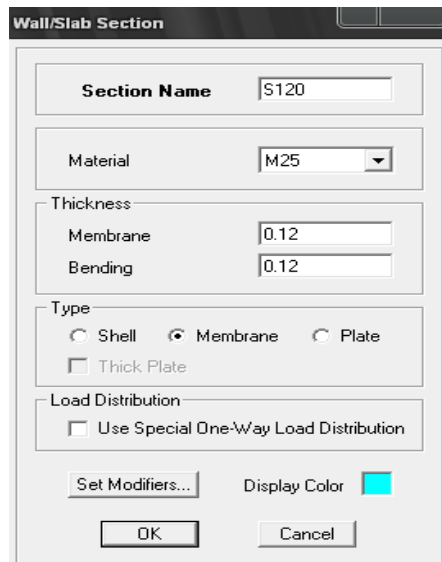 Wall/Slab Section
Section Name S120
Material M25
Thickness
Membrane 0.12
Bending 0.12
Type
Shell Membrane Plate
Thick Plate
Load Distribution
Use Special One-Way Load Distribution
Set Modifiers... Display Color
OK Cancel